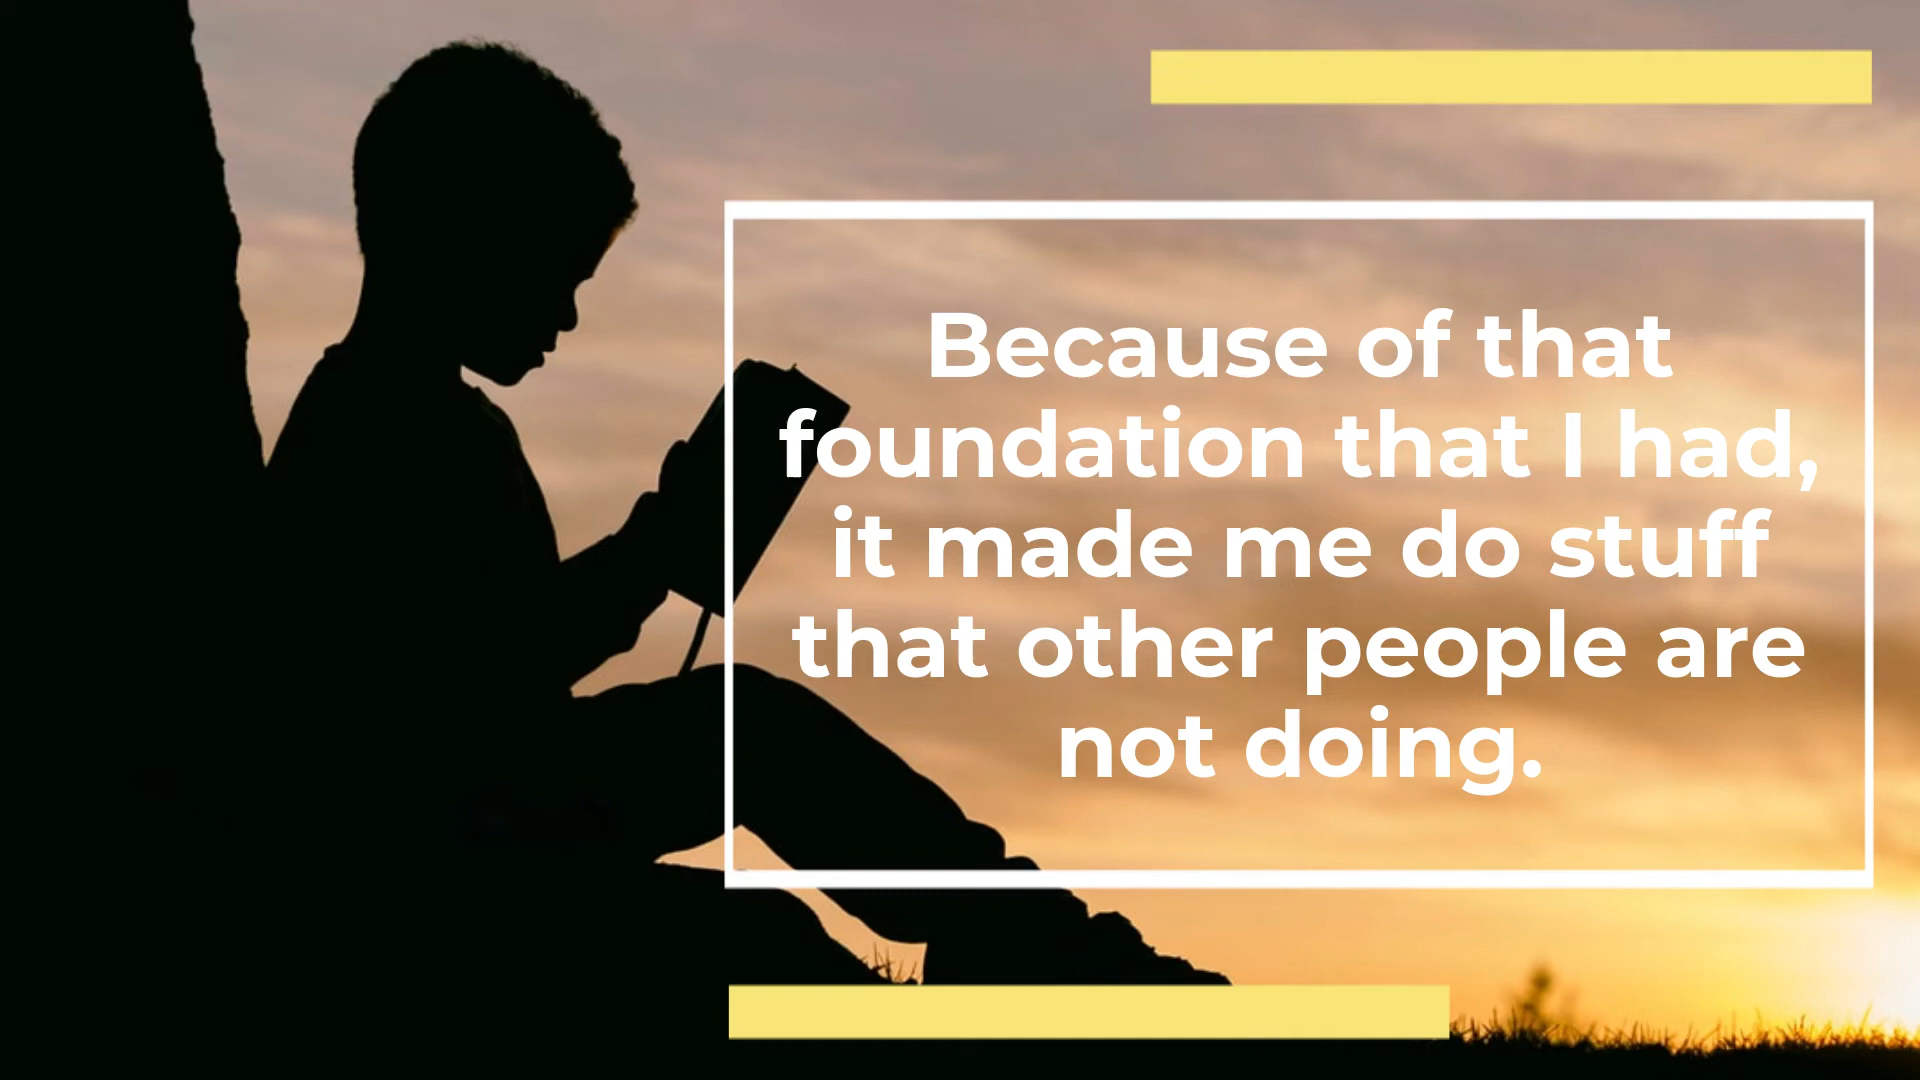 Because of that
foundation that I had,
it made me do stuff
that other people are
not doing.